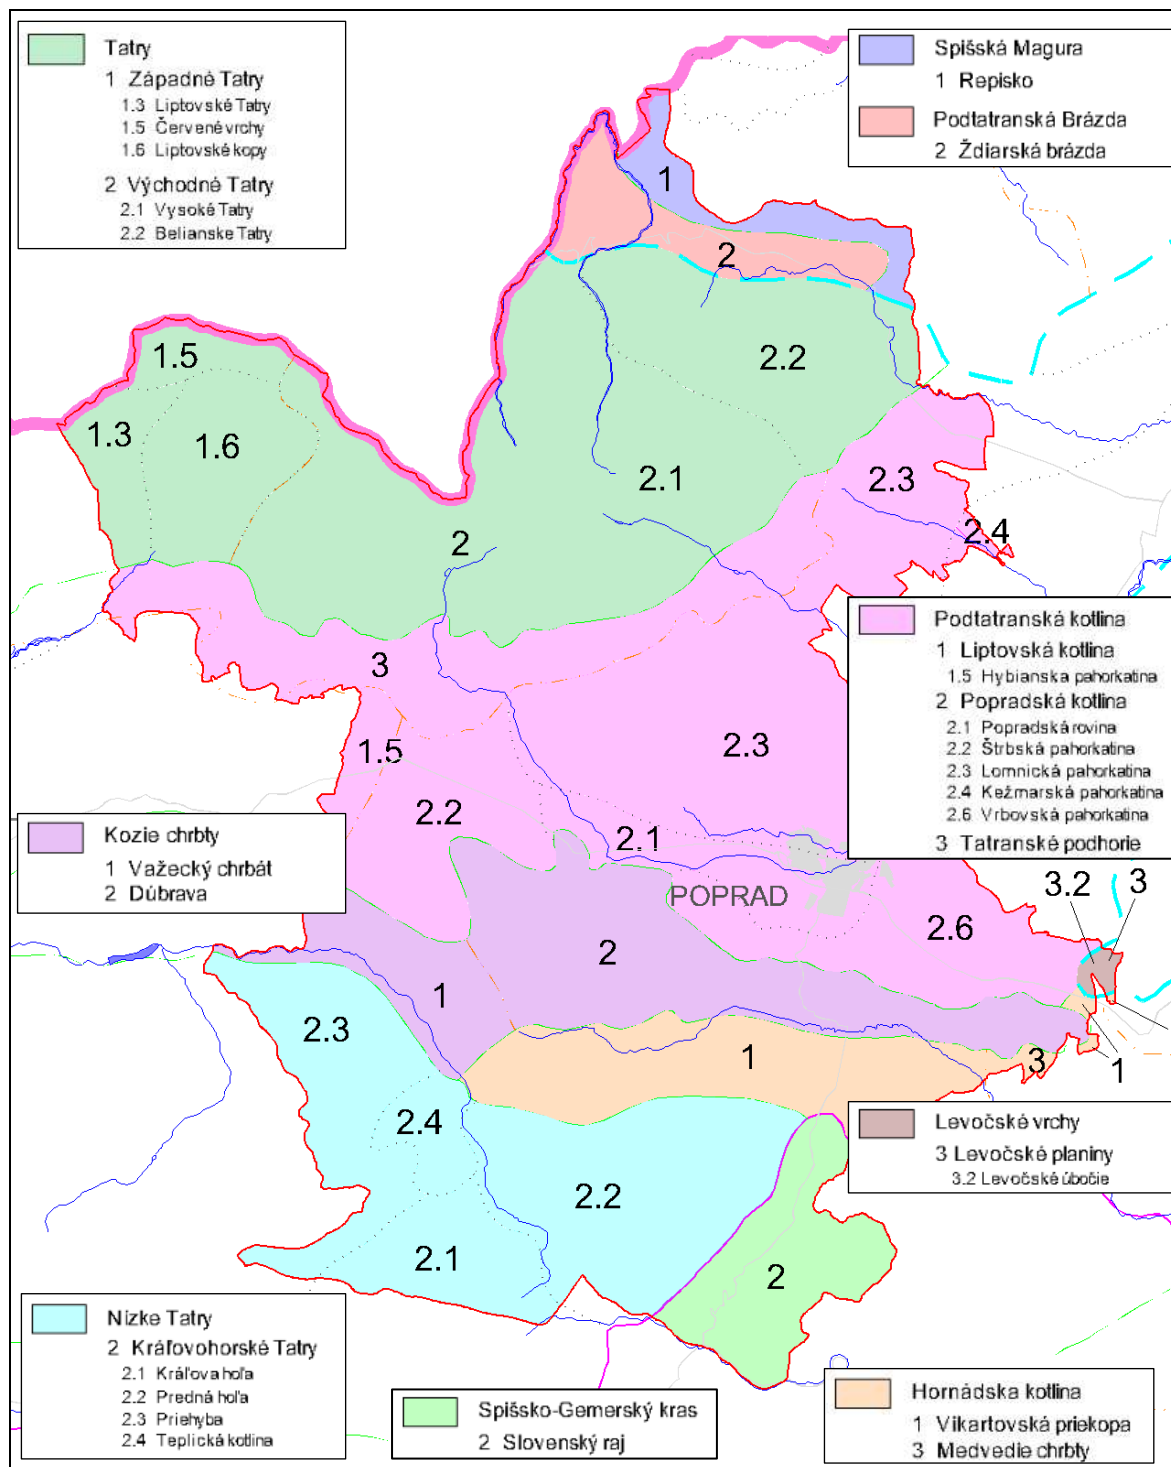 Tatry
1 Západné Tatry
1.3 Liptovské Tatry
1.5 Červené vrchy
1.6 Liptovské kopy
2 Východné Tatry
2.1 Vysoké Tatry
2.2 Belianske Tatry
Spišská Magura
1 Repisko
Podtatranská Brázda
2 Ždiarská brázda
1
2
1.5
2.2
1.3
1.6
2.1
2.3
2.4
2
Podtatranská kotlina
1 Liptovská kotlina
1.5 Hybianska pahorkatina
2 Popradská kotlina
2.1 Popradská rovina
2.2 Štrbská pahorkatina
2.3 Lomnická pahorkatina
2.4 Kežmarská pahorkatina
2.6 Vrbovská pahorkatina
3 Tatranské podhorie
3
1.5
2.3
2.2
2.1
Kozie chrbty
1 Važecký chrbát
2 Dúbrava
POPRAD
3.2
3
2.6
2
1
2.3
1
3
1
2.4
Levočské vrchy
3 Levočské planiny
3.2 Levočské úbočie
2.2
2.1
2
Nízke Tatry
2 Kráľovohorské Tatry
2.1 Kráľova hoľa
2.2 Predná hoľa
2.3 Priehyba
2.4 Teplická kotlina
Spišsko-Gemerský kras
2 Slovenský raj
Hornádska kotlina
1 Vikartovská priekopa
3 Medvedie chrbty